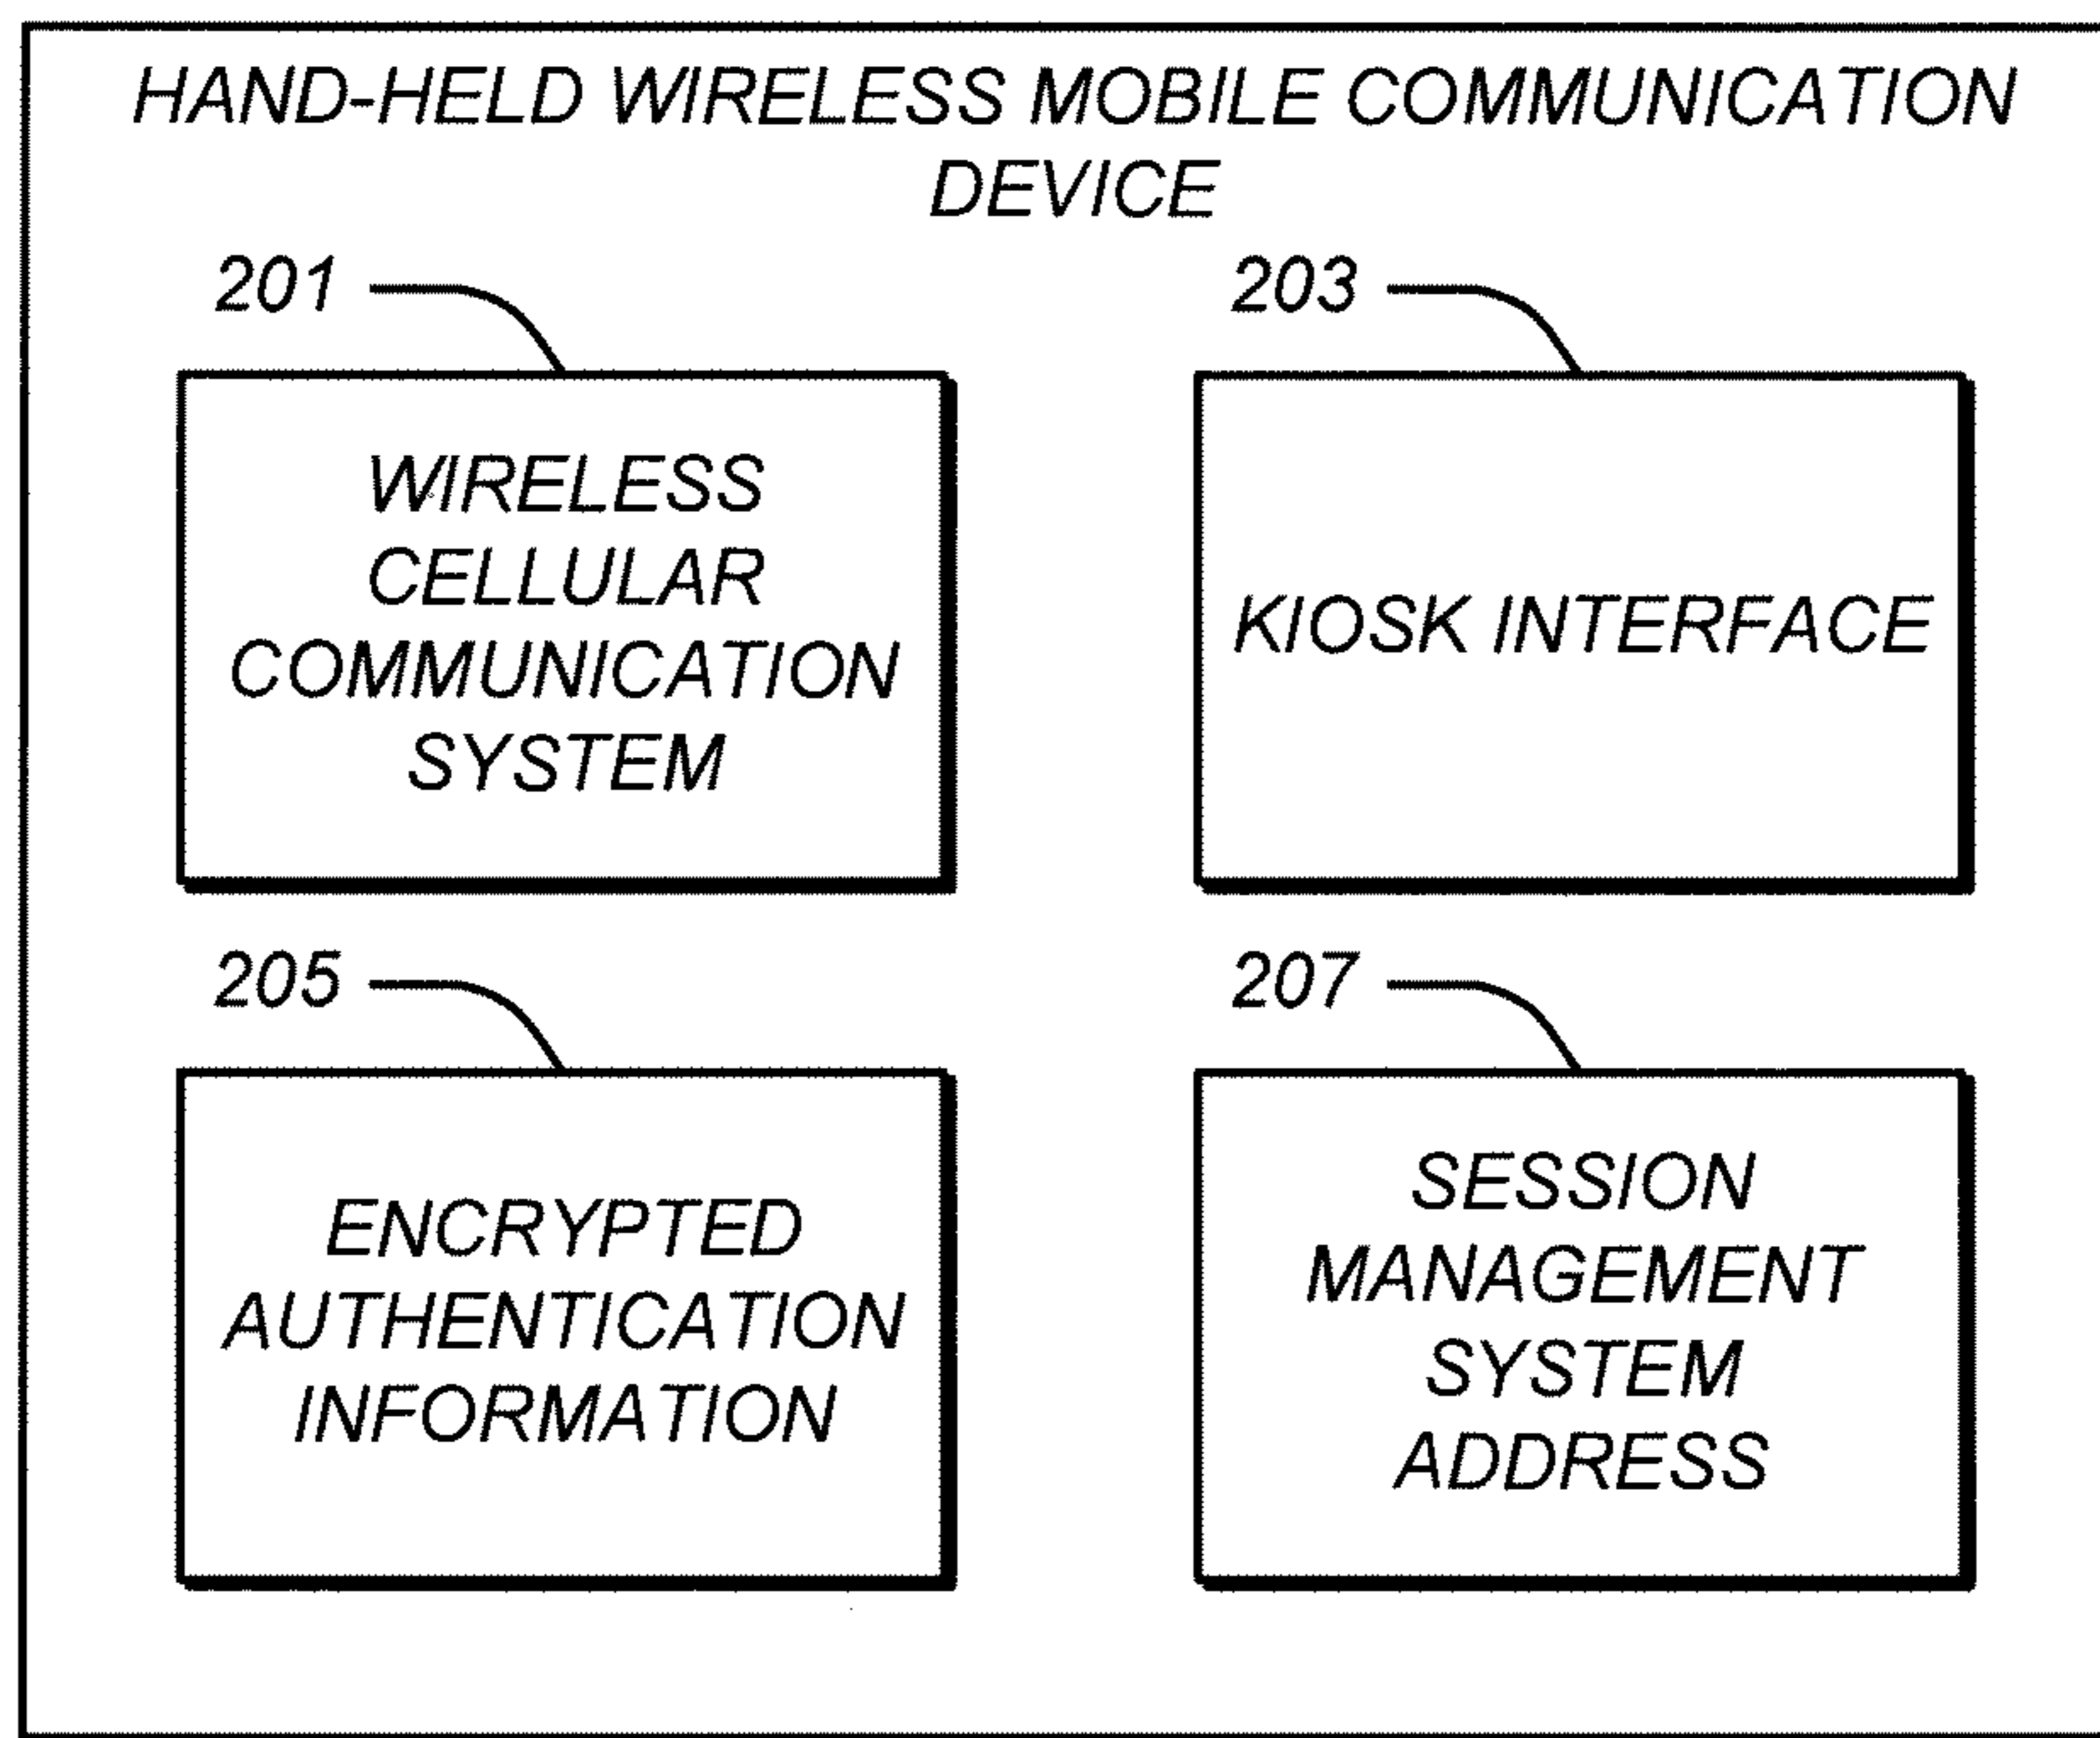 HAND-HELD WIRELESS MOBILE COMMUNICATION
DEVICE
201
WIRELESS
CELLULAR
COMMUNICATION
SYSTEM
203
KIOSK INTERFACE
205
ENCRYPTED
AUTHENTICATION
INFORMATION
207
SESSION
MANAGEMENT
SYSTEM
ADDRESS